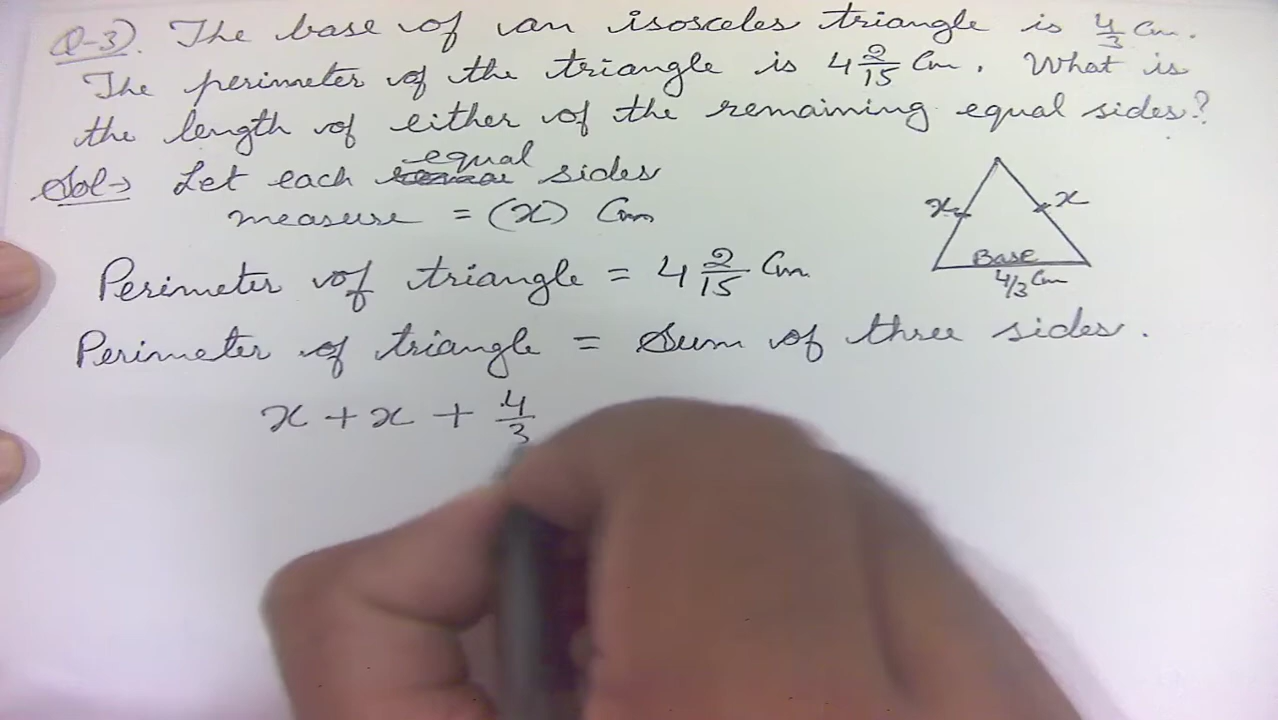 Q-3). The base of an isosceles triangle is 4/3 Cm.
The perimeter of the triangle is 4 2/15 Cm. What is
the length of either of the remaining equal sides?
Sol→ Let each equal sides
measure = (x) Cm
x x
Base
4/3 Cm
Perimeter of triangle = 4 2/15 Cm
Perimeter of triangle = Sum of three sides.
x + x + 4/3